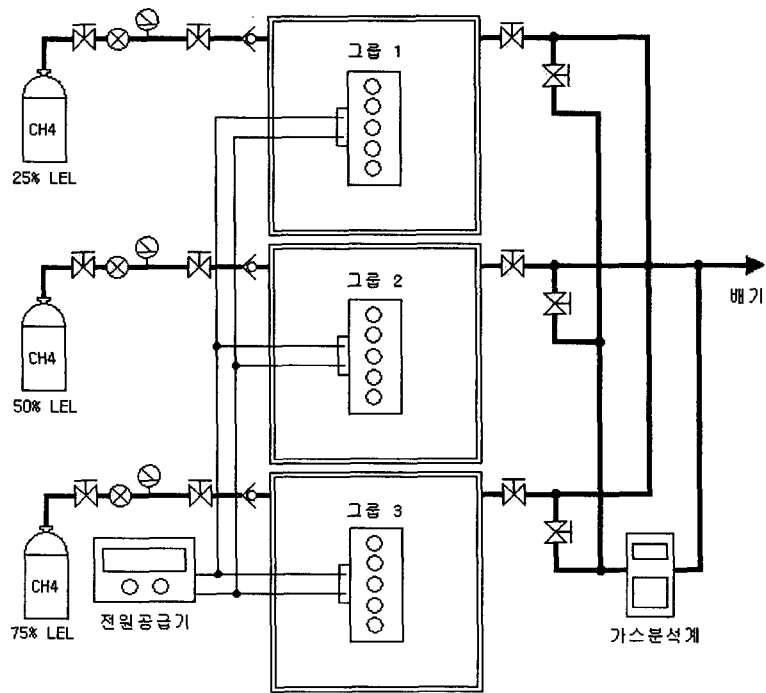 그룹 1
CH4
25% LEL
그룹 2
배기
CH4
50% LEL
그룹 3
CH4
75% LEL
전원공급기
가스분석계